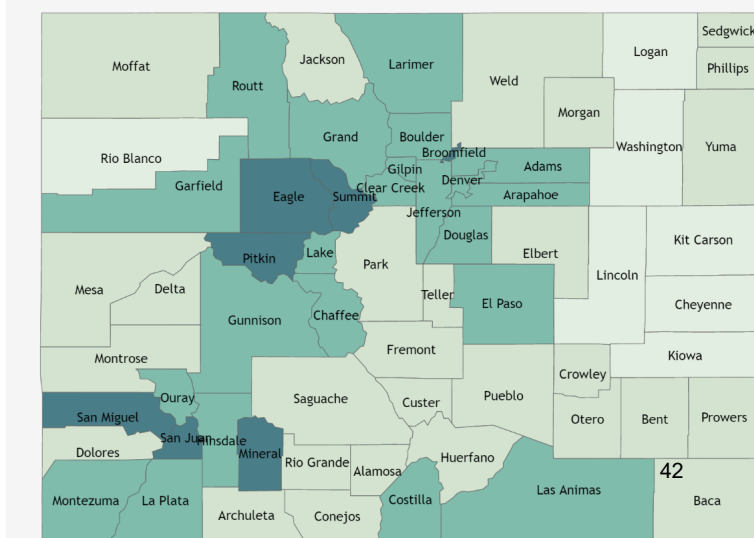 Sedgwick
Logan
Jackson
Larimer
Moffat
Phillips
Weld
Routt
Morgan
Grand
Boulder
Washington
Yuma
Broomfield
Rio Blanco
Adams
Gilpin
Denver
Garfield
Clear Creek
Arapahoe
Eagle
Summit
Jefferson
Douglas
Kit Carson
Lake
Elbert
Pitkin
Park
Lincoln
Mesa
Delta
Teller
El Paso
Cheyenne
Chaffee
Gunnison
Fremont
Kiowa
Montrose
Crowley
Ouray
Saguache
Custer
Pueblo
San Miguel
Otero
Bent
Prowers
San Juan
Hinsdale
Dolores
Mineral
Huerfano
Rio Grande
Alamosa
42
Las Animas
Montezuma
La Plata
Costilla
Baca
Archuleta
Conejos